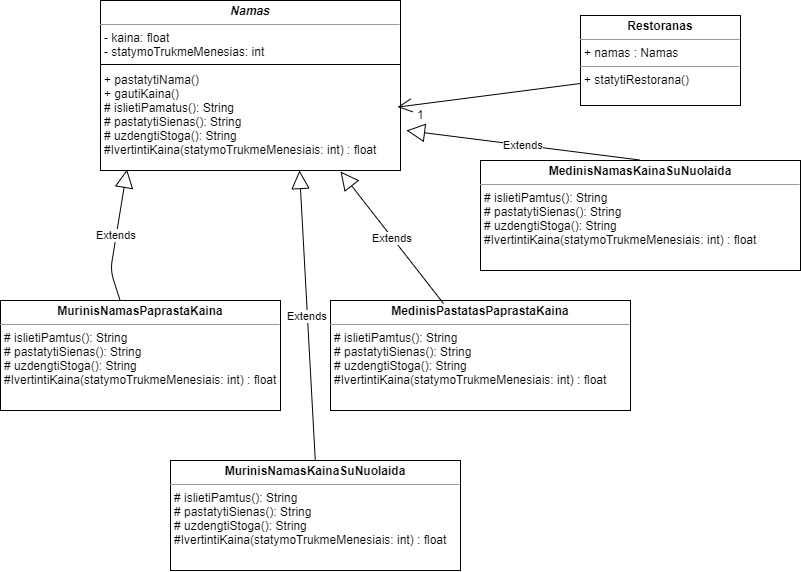 Namas
- kaina: float
- statymoTrukmeMenesias: int
+ pastatytiNama()
+ gautiKaina()
# islietiPamatus(): String
# pastatytiSienas(): String
# uzdengtiStoga(): String
#IvertintiKaina(statymoTrukmeMenesiais: int) : float
Restoranas
+ namas : Namas
+ statytiRestorana()
1
Extends
MedinisNamasKainaSuNuolaida
# islietiPamtus(): String
# pastatytiSienas(): String
# uzdengtiStoga(): String
#IvertintiKaina(statymoTrukmeMenesiais: int) : float
Extends
Extends
Extends
MurinisNamasPaprastaKaina
# islietiPamtus(): String
# pastatytiSienas(): String
# uzdengtiStoga(): String
#IvertintiKaina(statymoTrukmeMenesiais: int) : float
MedinisPastatasPaprastaKaina
# islietiPamtus(): String
# pastatytiSienas(): String
# uzdengtiStoga(): String
#IvertintiKaina(statymoTrukmeMenesiais: int) : float
MurinisNamasKainaSuNuolaida
# islietiPamtus(): String
# pastatytiSienas(): String
# uzdengtiStoga(): String
#IvertintiKaina(statymoTrukmeMenesiais: int) : float